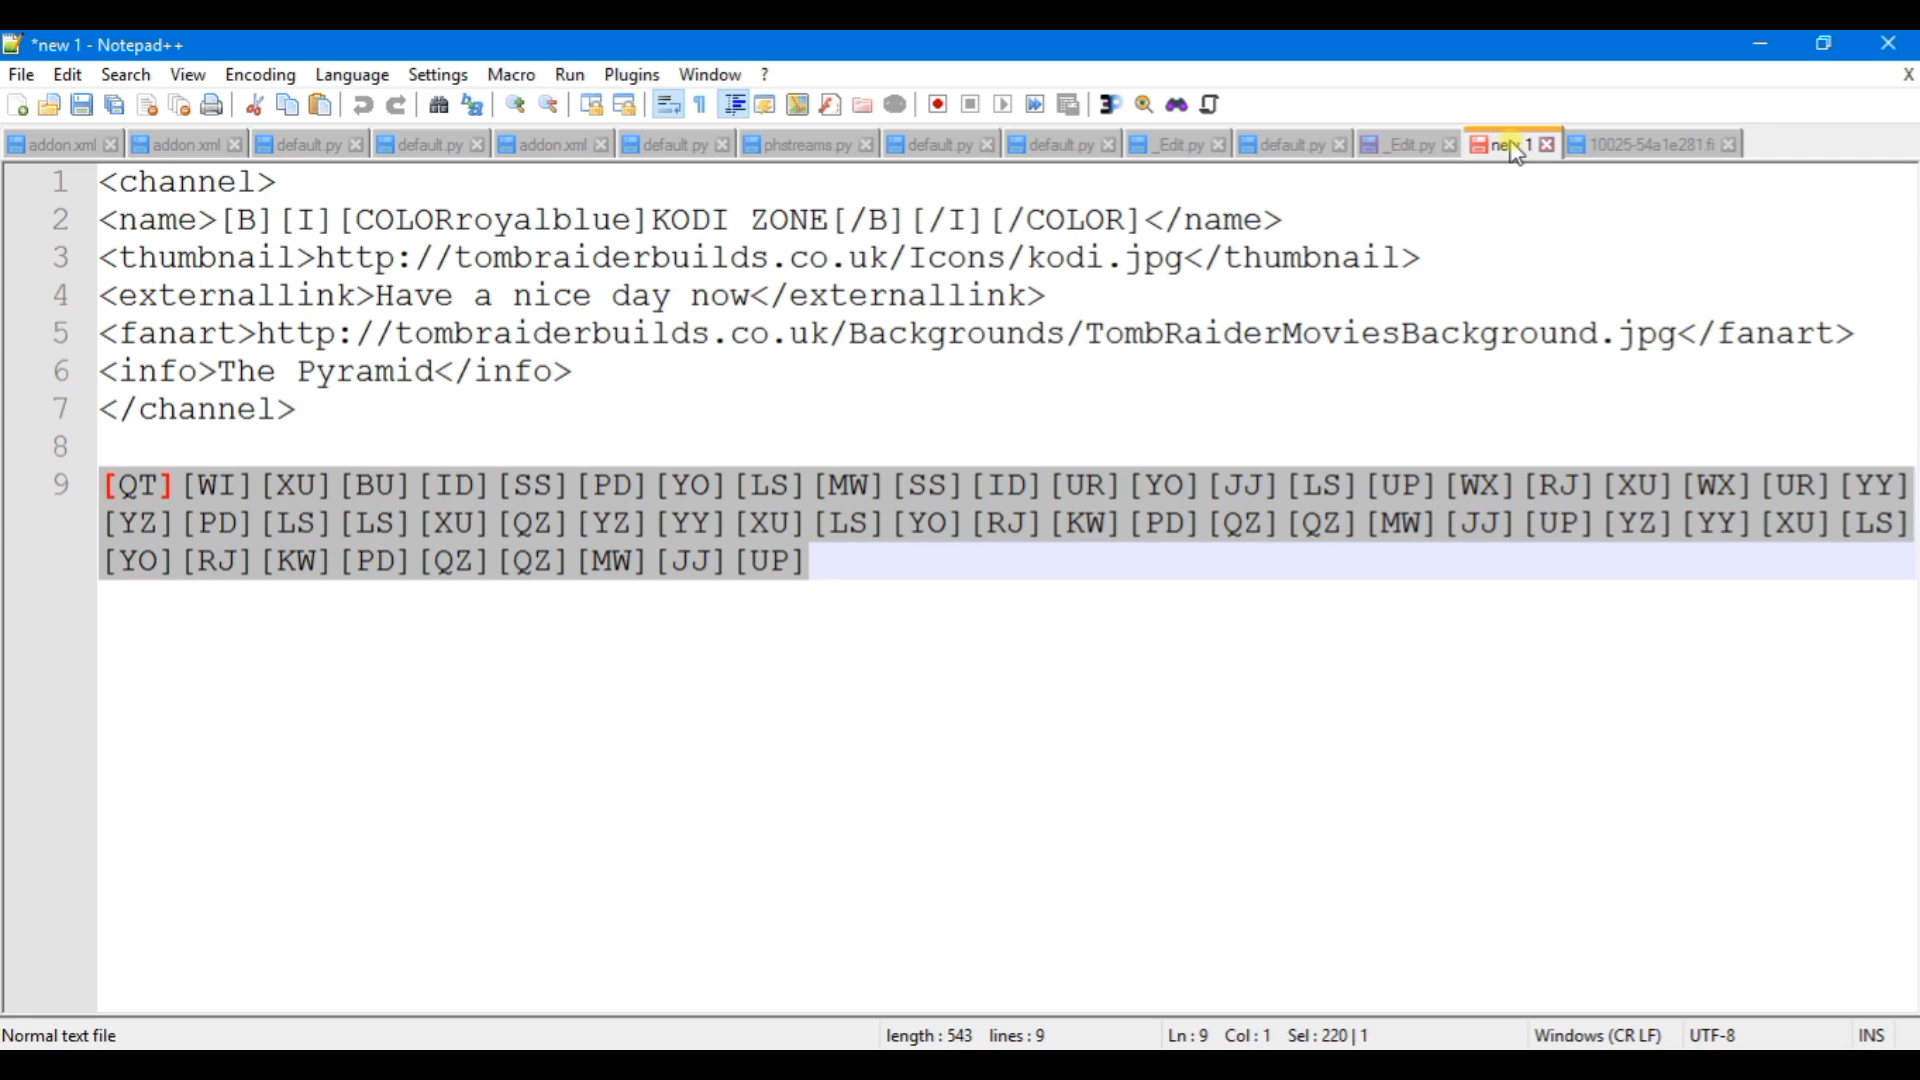 *new 1 - Notepad++
File Edit Search View Encoding Language Settings Macro Run Plugins Window ? X
addon.xml addon.xml default.py default.py addon.xml default.py phstreams.py default.py default.py _Edit.py default.py _Edit.py new 1 10025-54a1e281.fi
1 <channel>
2 <name>[B][I][COLORroyalblue]KODI ZONE[/B][/I][/COLOR]</name>
3 <thumbnail>http://tombraiderbuilds.co.uk/Icons/kodi.jpg</thumbnail>
4 <externallink>Have a nice day now</externallink>
5 <fanart>http://tombraiderbuilds.co.uk/Backgrounds/TombRaiderMoviesBackground.jpg</fanart>
6 <info>The Pyramid</info>
7 </channel>
8
9 [QT][WI][XU][BU][ID][SS][PD][YO][LS][MW][SS][ID][UR][YO][JJ][LS][UP][WX][RJ][XU][WX][UR][YY]
[YZ][PD][LS][LS][XU][QZ][YZ][YY][XU][LS][YO][RJ][KW][PD][QZ][QZ][MW][JJ][UP][YZ][YY][XU][LS]
[YO][RJ][KW][PD][QZ][QZ][MW][JJ][UP]
Normal text file length : 543 lines : 9 Ln : 9 Col : 1 Sel : 220 | 1 Windows (CR LF) UTF-8 INS